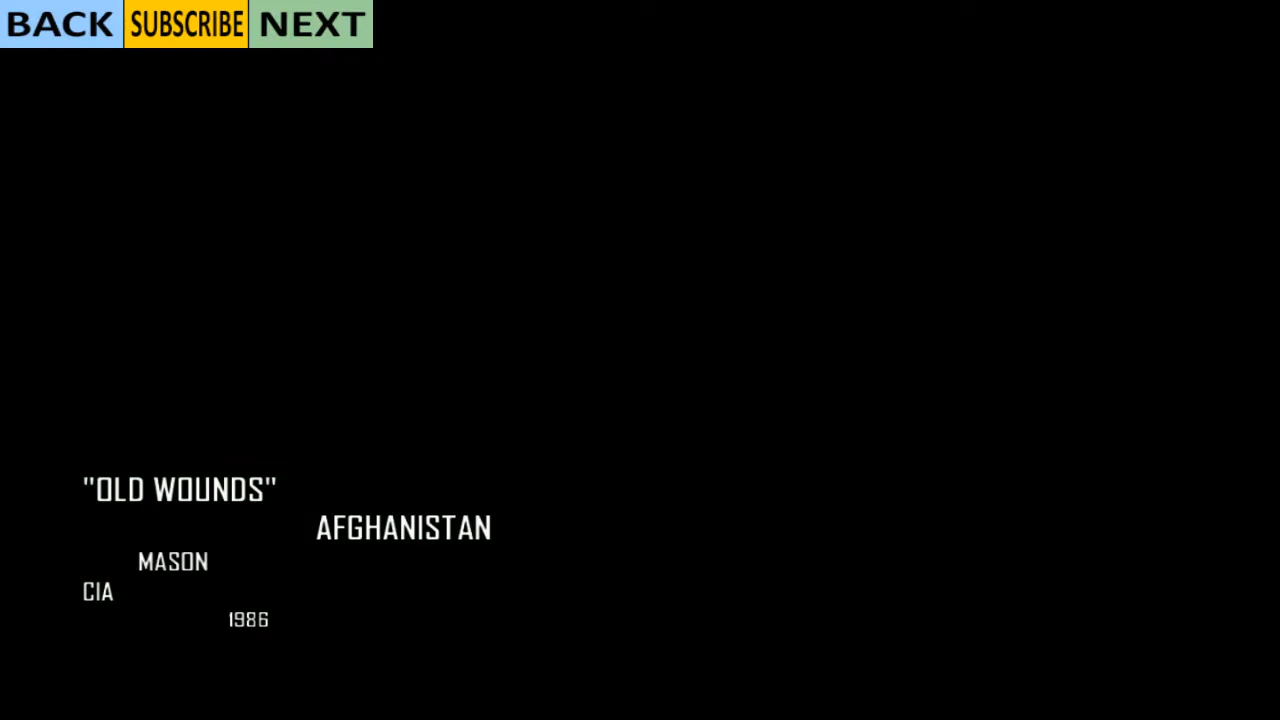 BACK SUBSCRIBE NEXT
"OLD WOUNDS"
AFGHANISTAN
MASON
CIA
1986